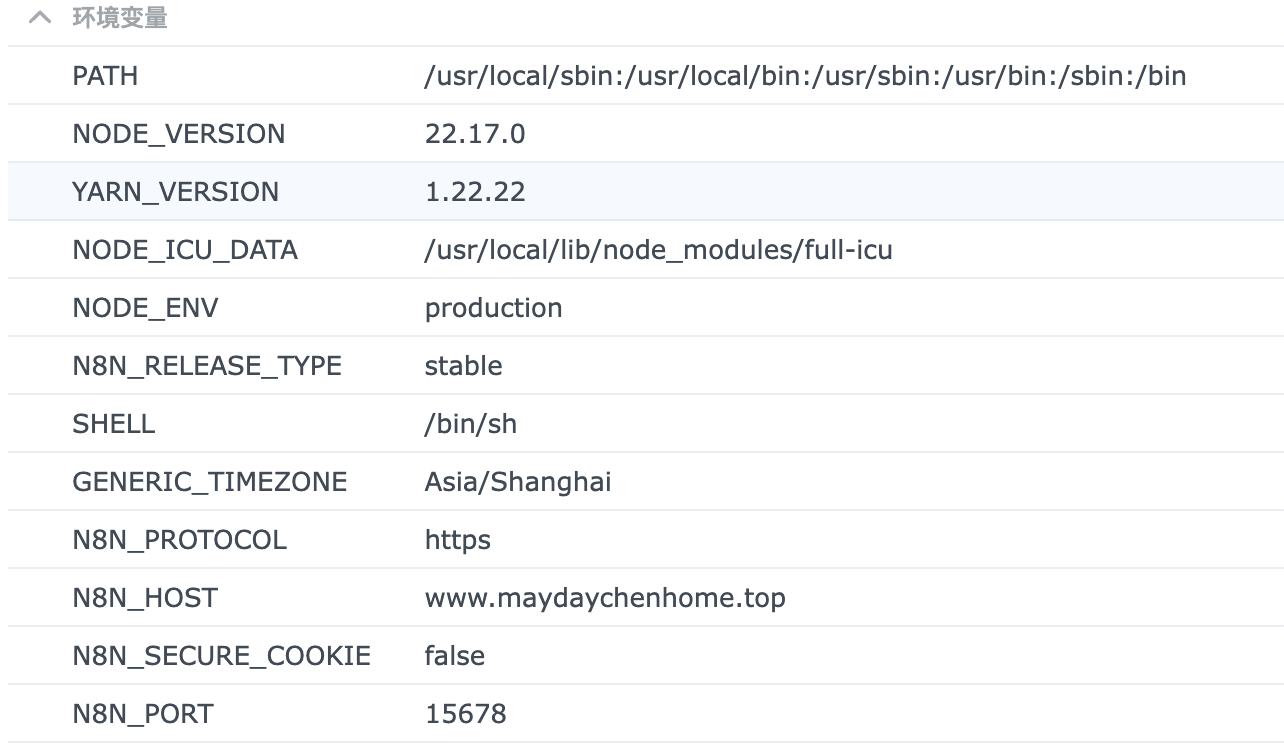 环境变量
PATH /usr/local/sbin:/usr/local/bin:/usr/sbin:/usr/bin:/sbin:/bin
NODE_VERSION 22.17.0
YARN_VERSION 1.22.22
NODE_ICU_DATA /usr/local/lib/node_modules/full-icu
NODE_ENV production
N8N_RELEASE_TYPE stable
SHELL /bin/sh
GENERIC_TIMEZONE Asia/Shanghai
N8N_PROTOCOL https
N8N_HOST www.maydaychenhome.top
N8N_SECURE_COOKIE false
N8N_PORT 15678